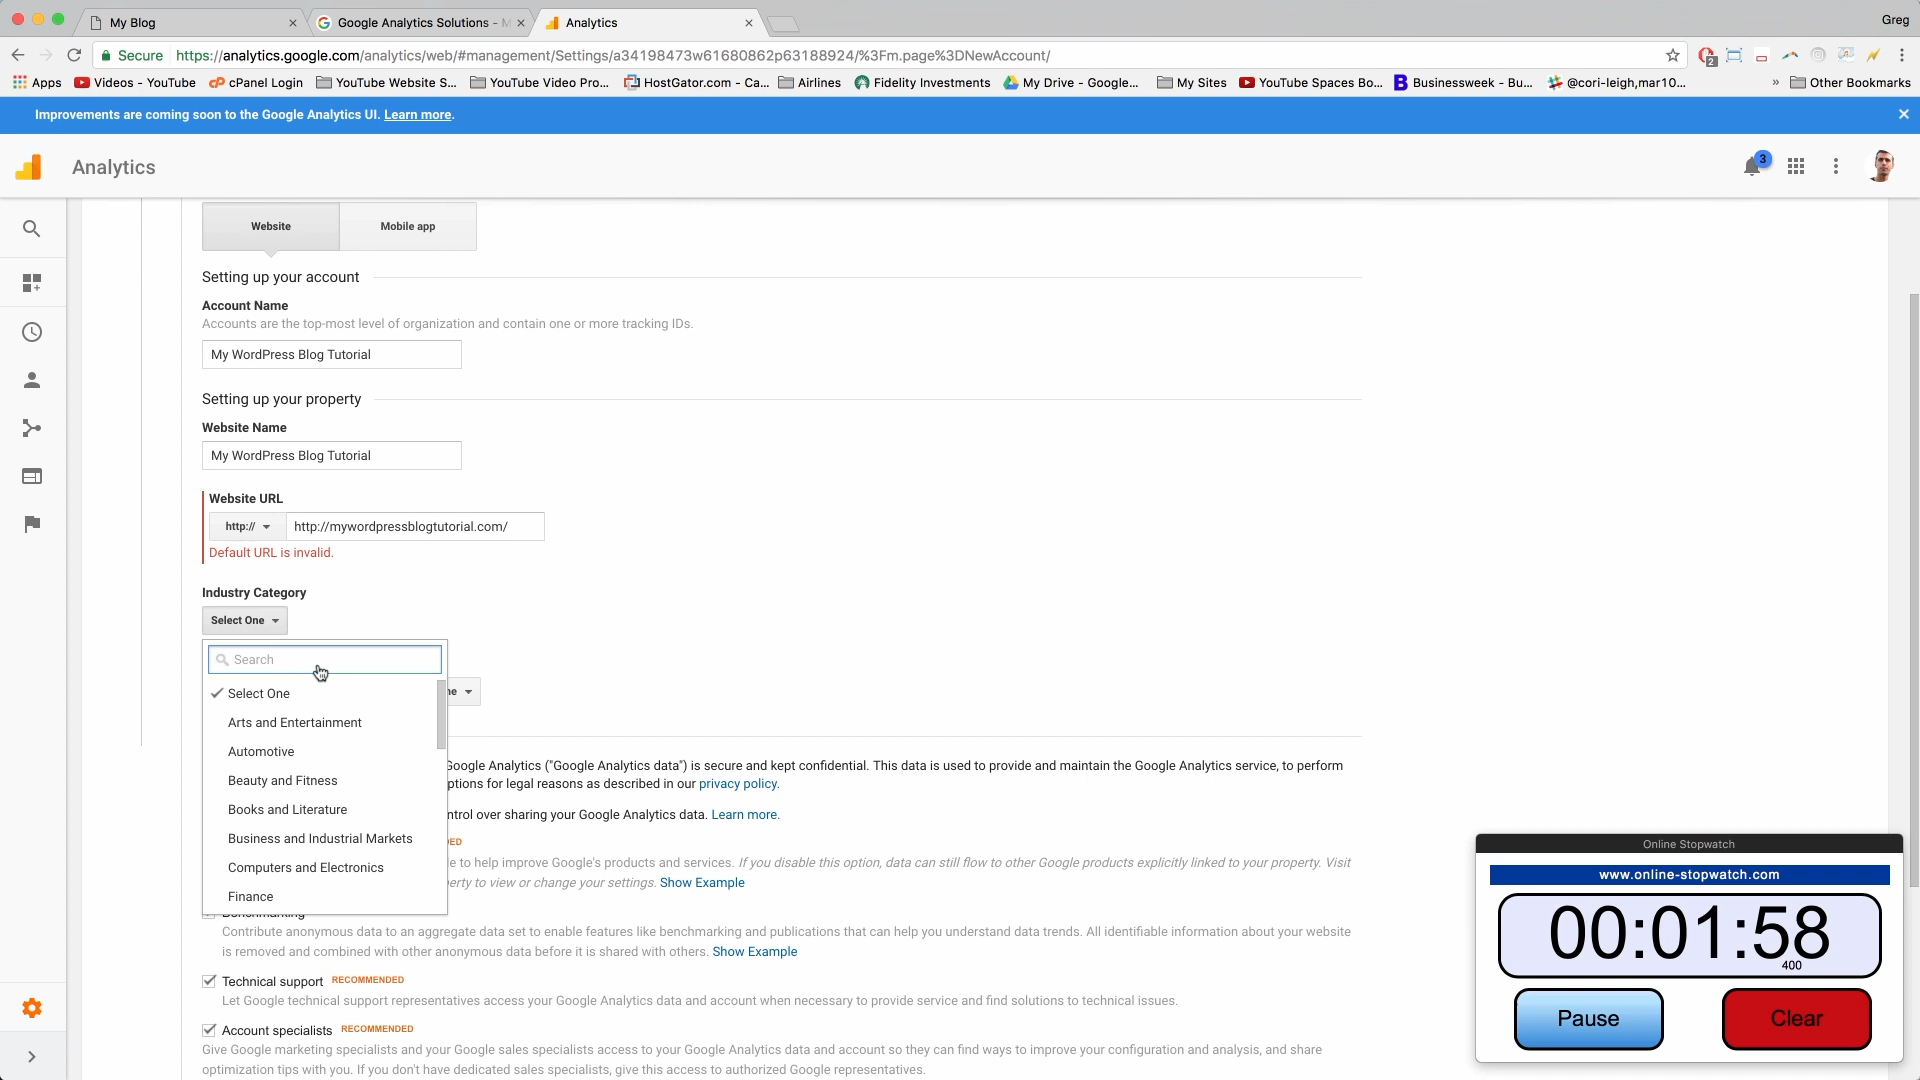 My Blog
Google Analytics Solutions - M
Analytics
Greg
Secure
https://analytics.google.com/analytics/web/#management/Settings/a34198473w61680862p63188924/%3Fm.page%3DNewAccount/
2
Apps
Videos - YouTube
cPanel Login
YouTube Website S...
YouTube Video Pro...
HostGator.com - Ca...
Airlines
Fidelity Investments
My Drive - Google...
My Sites
YouTube Spaces Bo...
Businessweek - Bu...
@cori-leigh,mar10...
»
Other Bookmarks
Improvements are coming soon to the Google Analytics UI. Learn more.
Analytics
3
Website
Mobile app
Setting up your account
Account Name
Accounts are the top-most level of organization and contain one or more tracking IDs.
My WordPress Blog Tutorial
Setting up your property
Website Name
My WordPress Blog Tutorial
Website URL
http://
http://mywordpressblogtutorial.com/
Default URL is invalid.
Industry Category
Select One
Search
Select One
Arts and Entertainment
Automotive
Beauty and Fitness
Books and Literature
Business and Industrial Markets
Computers and Electronics
Finance
ne
Google Analytics ("Google Analytics data") is secure and kept confidential. This data is used to provide and maintain the Google Analytics service, to perform
ptions for legal reasons as described in our privacy policy.
ntrol over sharing your Google Analytics data. Learn more.
ED
e to help improve Google's products and services. If you disable this option, data can still flow to other Google products explicitly linked to your property. Visit
erty to view or change your settings. Show Example
Benchmarking
Contribute anonymous data to an aggregate data set to enable features like benchmarking and publications that can help you understand data trends. All identifiable information about your website
is removed and combined with other anonymous data before it is shared with others. Show Example
Technical support RECOMMENDED
Let Google technical support representatives access your Google Analytics data and account when necessary to provide service and find solutions to technical issues.
Account specialists RECOMMENDED
Give Google marketing specialists and your Google sales specialists access to your Google Analytics data and account so they can find ways to improve your configuration and analysis, and share
optimization tips with you. If you don't have dedicated sales specialists, give this access to authorized Google representatives.
Online Stopwatch
www.online-stopwatch.com
00:01:58
400
Pause
Clear